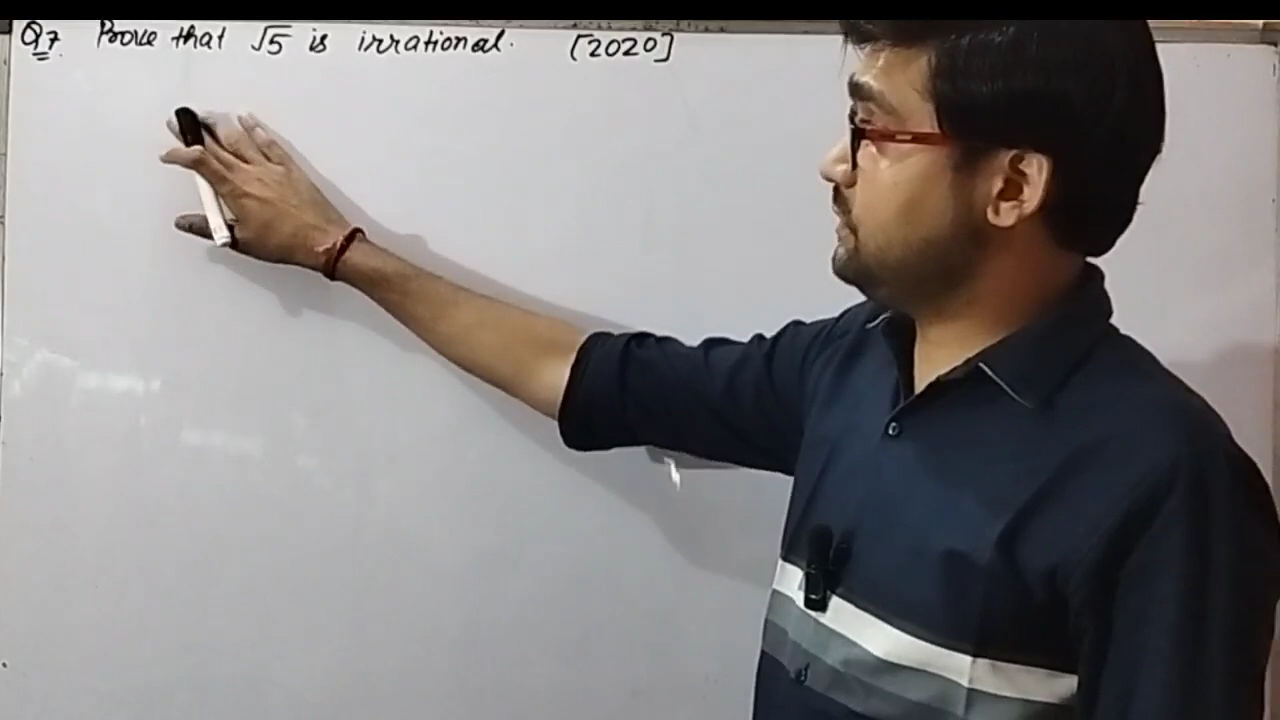 Q7 Prove that √5 is irrational. [2020]